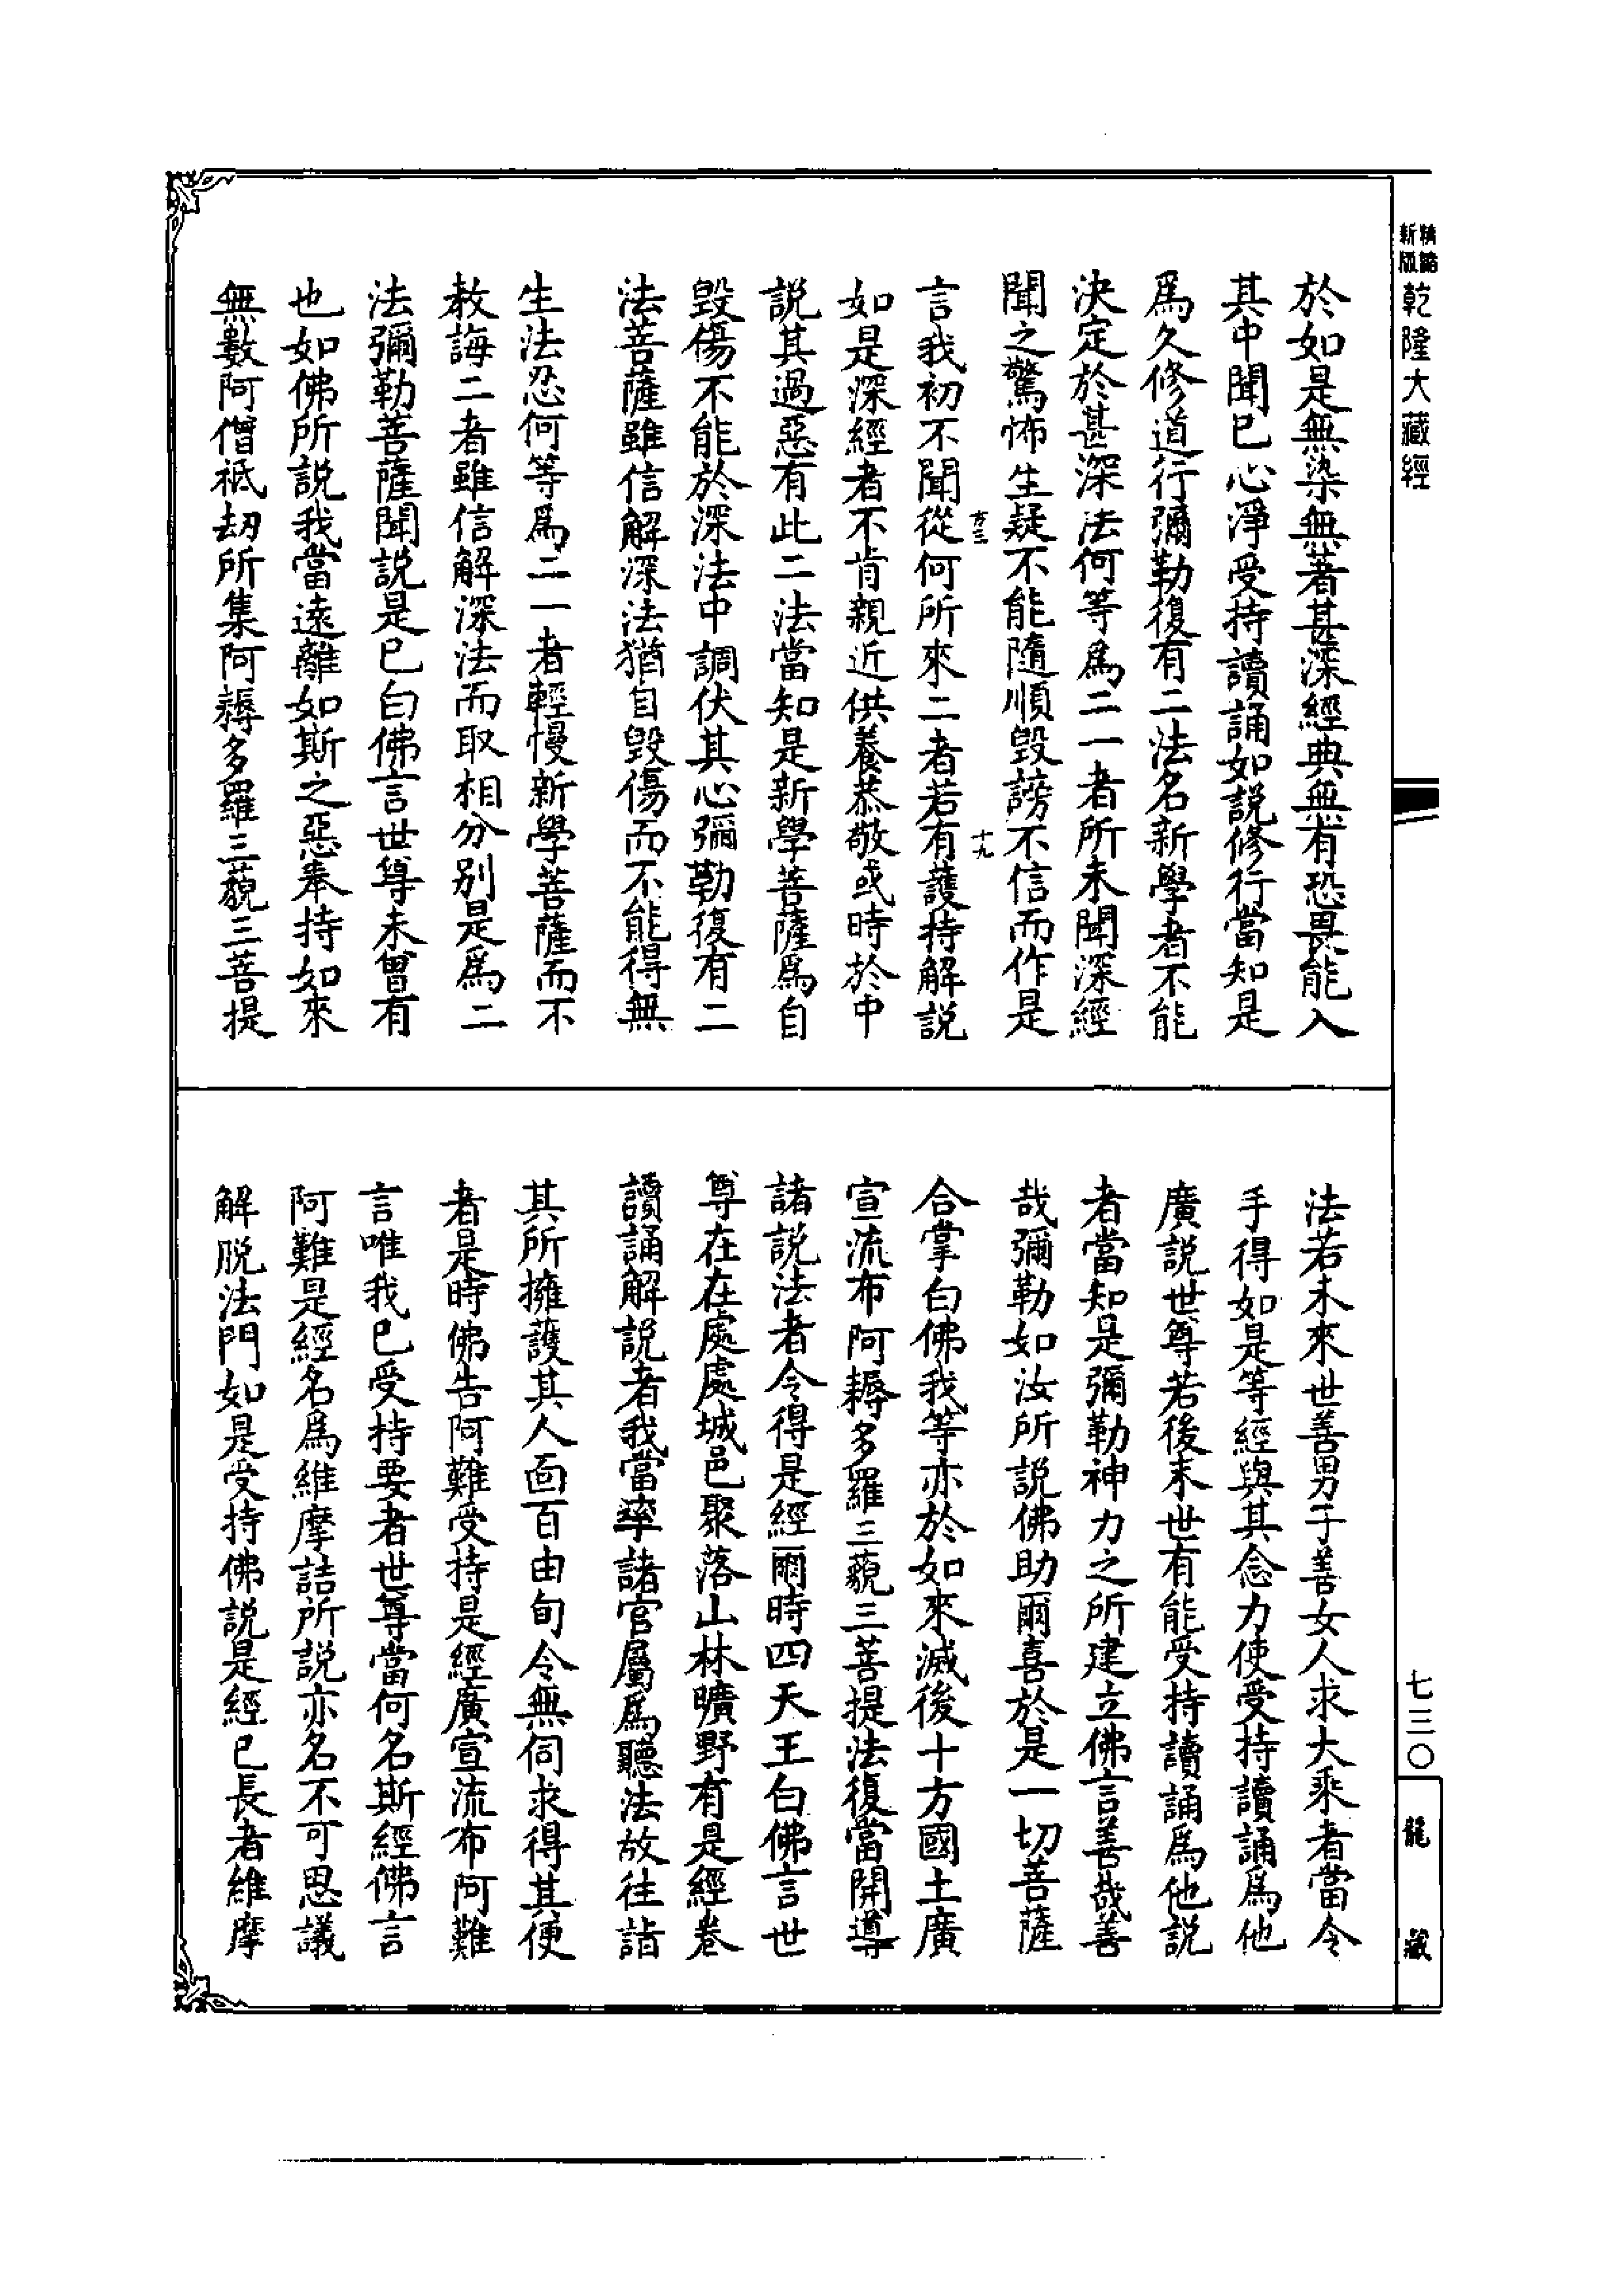 新版
精縮
乾隆大藏經
七三〇
龍藏
於如是無染無著甚深經典無有恐畏能入
其中聞已心淨受持讀誦如說修行當知是
爲久修道行彌勒復有二法名新學者不能
決定於甚深法何等爲二一者所未聞深經
聞之驚怖生疑不能隨順毀謗不信而作是
言我初不聞從何所來二者若有護持解説
十九
如是深經者不肯親近供養恭敬或時於中
説其過惡有此二法當知是新學菩薩爲自
毀傷不能於深法中調伏其心彌勒復有二
法菩薩雖信解深法猶自毀傷而不能得無
生法忍何等爲二一者輕慢新學菩薩而不
教誨二者雖信解深法而取相分別是爲二
法彌勒菩薩聞説是已白佛言世尊未曾有
也如佛所説我當遠離如斯之惡奉持如來
無數阿僧祇劫所集阿耨多羅三藐三菩提
法若未來世善男子善女人求大乘者當令
手得如是等經與其念力使受持讀誦爲他
廣説世尊若後末世有能受持讀誦爲他説
者當知是彌勒神力之所建立佛言善哉善
哉彌勒如汝所説佛助爾喜於是一切菩薩
合掌白佛我等亦於如來滅後十方國土廣
宣流布阿耨多羅三藐三菩提法復當開導
諸説法者令得是經爾時四天王白佛言世
尊在在處處城邑聚落山林曠野有是經卷
讀誦解説者我當率諸官屬爲聽法故往詣
其所擁護其人面百由旬令無伺求得其便
者是時佛告阿難受持是經廣宣流布阿難
言唯我已受持要者世尊當何名斯經佛言
阿難是經名爲維摩詰所説亦名不可思議
解脱法門如是受持佛説是經已長者維摩